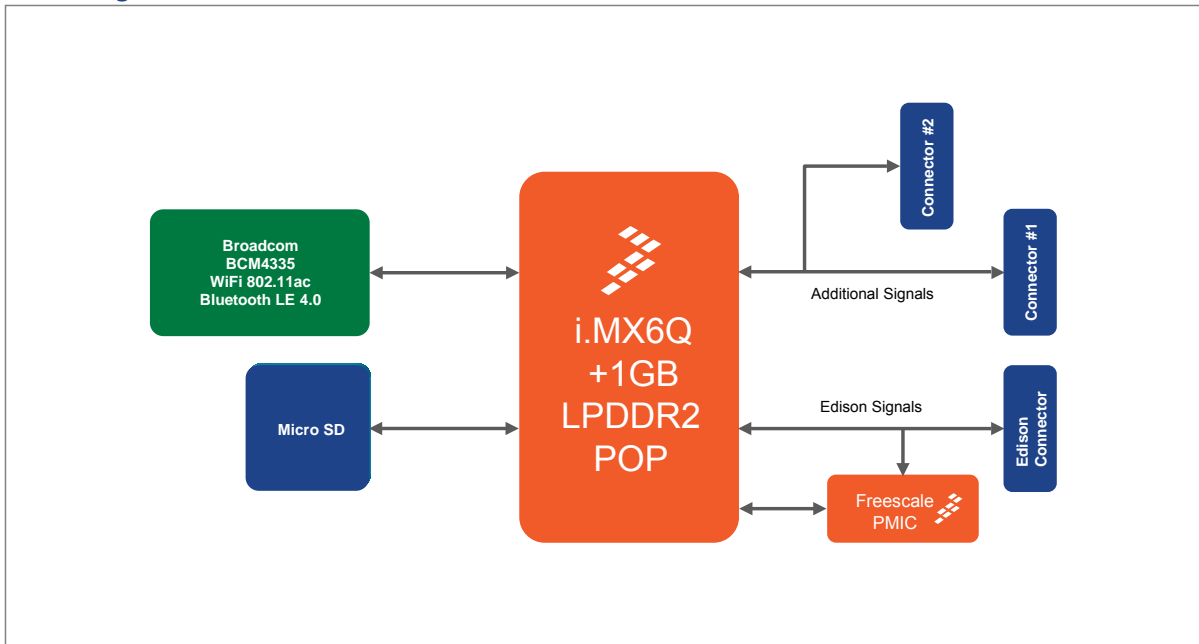 Connector #2
Broadcom
BCM4335
WiFi 802.11ac
Bluetooth LE 4.0
Connector #1
Additional Signals
i.MX6Q
+1GB
LPDDR2
POP
Micro SD
Edison Signals
Edison
Connector
Freescale
PMIC